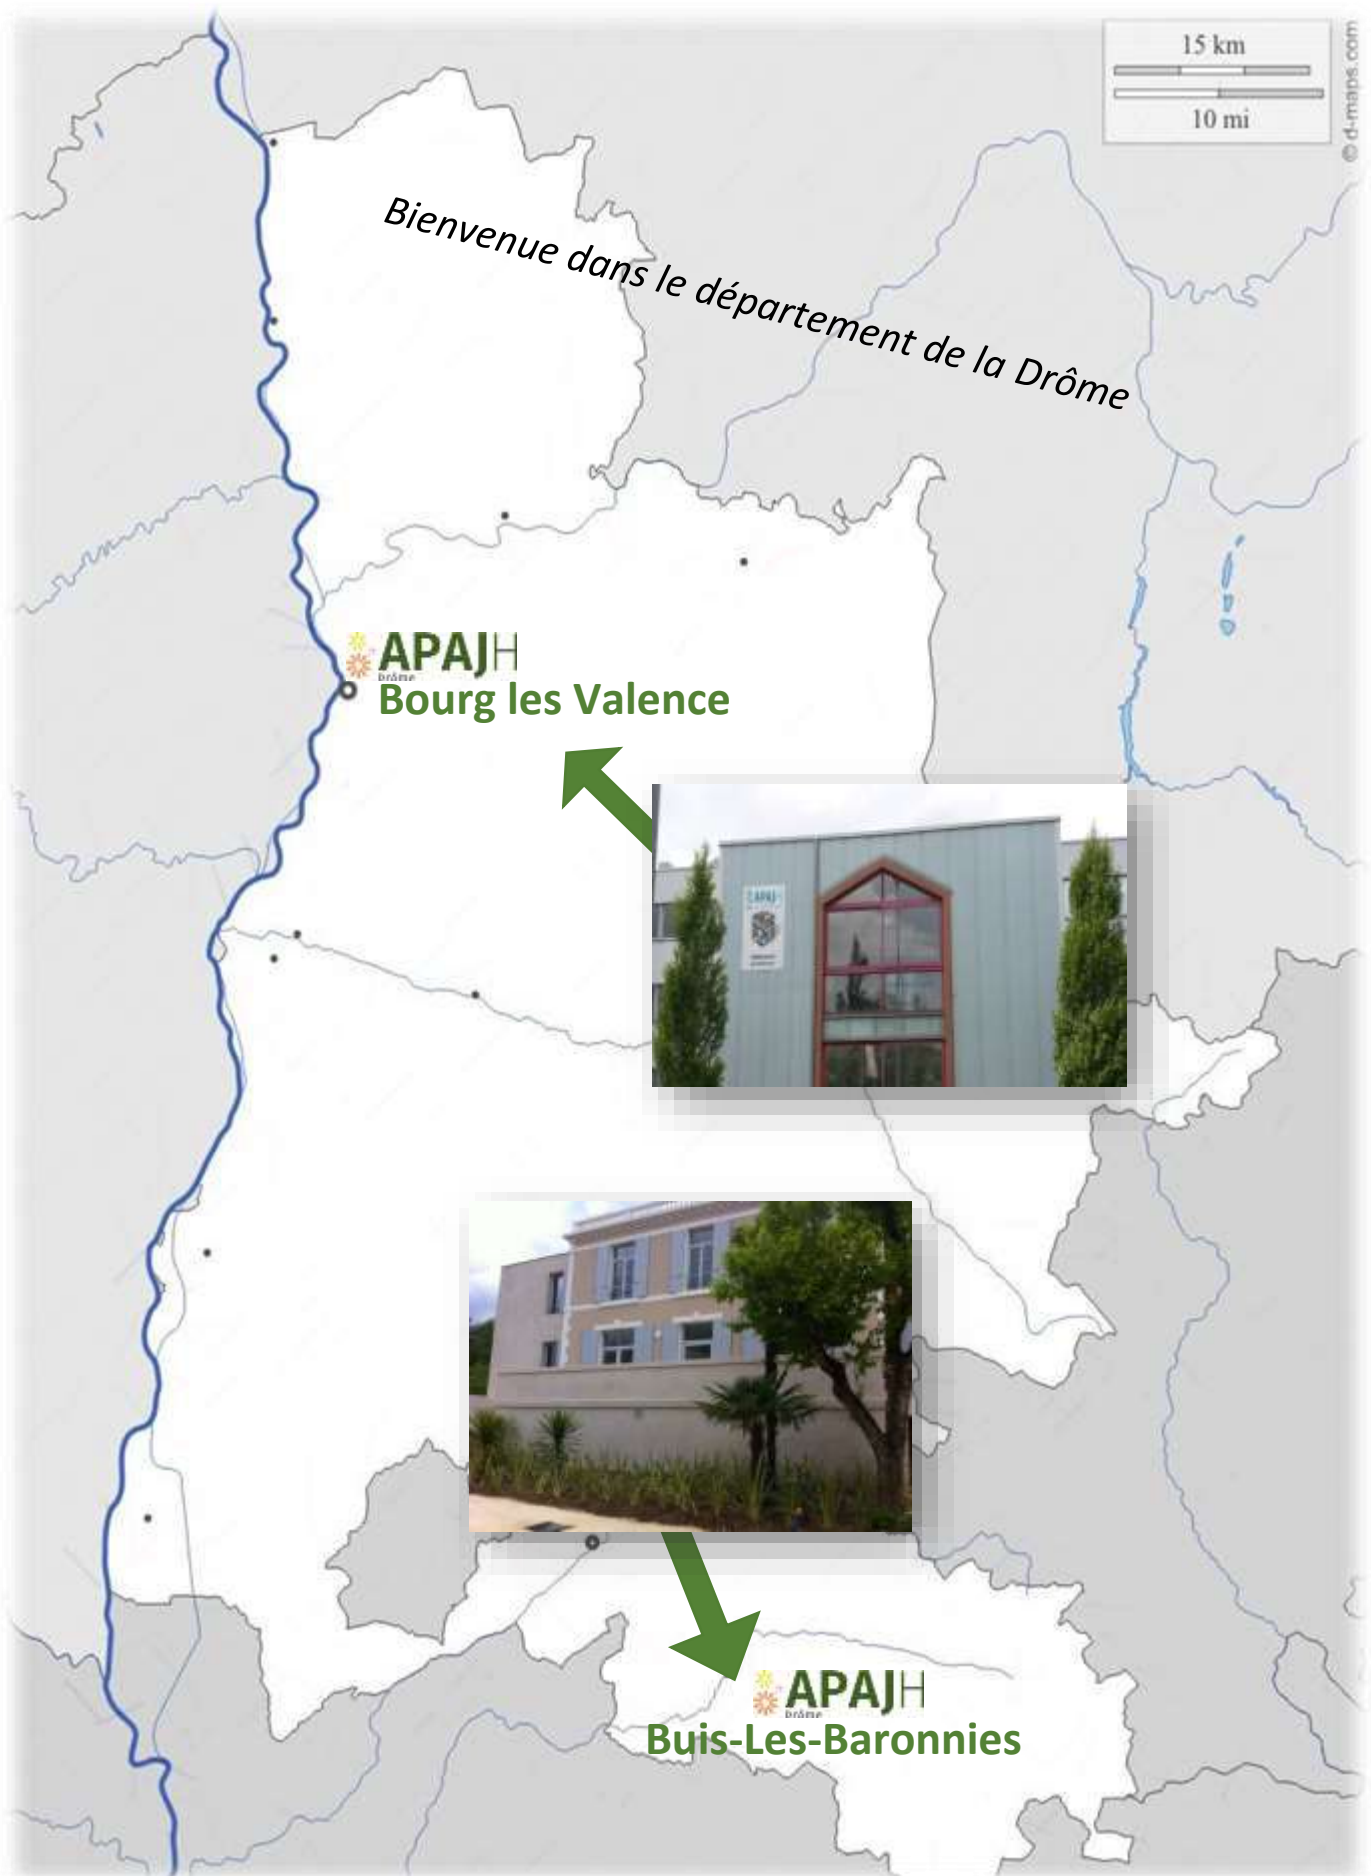 15 km
10 mi
© d-maps.com
Bienvenue dans le département de la Drôme
APAJH
Drôme
Bourg les Valence
APAJH
APAJH
Drôme
Buis-Les-Baronnies